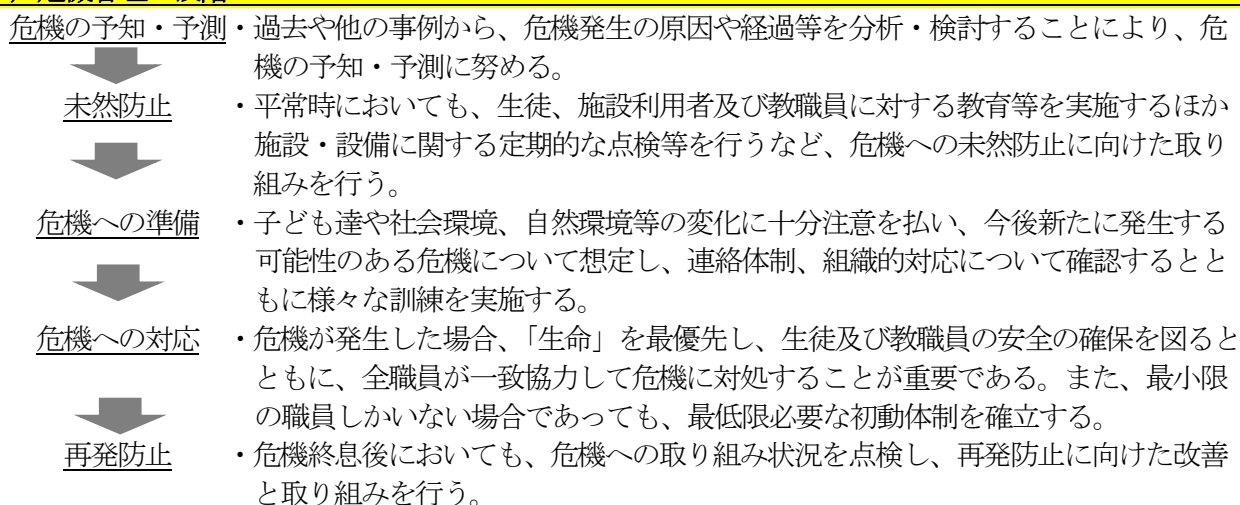 危機の予知・予測・過去や他の事例から、危機発生の原因や経過等を分析・検討することにより、危
機の予知・予測に努める。
未然防止　・平常時においても、生徒、施設利用者及び教職員に対する教育等を実施するほか
施設・設備に関する定期的な点検等を行うなど、危機への未然防止に向けた取り
組みを行う。
危機への準備　・子ども達や社会環境、自然環境等の変化に十分注意を払い、今後新たに発生する
可能性のある危機について想定し、連絡体制、組織的対応について確認するとと
もに様々な訓練を実施する。
危機への対応　・危機が発生した場合、「生命」を最優先し、生徒及び教職員の安全の確保を図ると
ともに、全職員が一致協力して危機に対処することが重要である。また、最小限
の職員しかいない場合であっても、最低限必要な初動体制を確立する。
再発防止　・危機終息後においても、危機への取り組み状況を点検し、再発防止に向けた改善
と取り組みを行う。